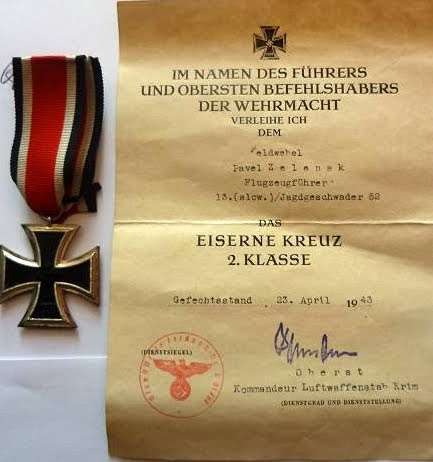 IM NAMEN DES FÜHRERS
UND OBERSTEN BEFEHLSHABERS
DER WEHRMACHT
VERLEIHE ICH
DEM
Feldwebel
Pavel Zelenak
Flugzeugführer
13.(slow.)/Jagdgeschwader 52
DAS
EISERNE KREUZ
2. KLASSE
Gefechtsstand , 23. April 1943
(DIENSTSIEGEL)
Oberst
Kommandeur Luftwaffenstab Krim
(DIENSTGRAD UND DIENSTSTELLUNG)